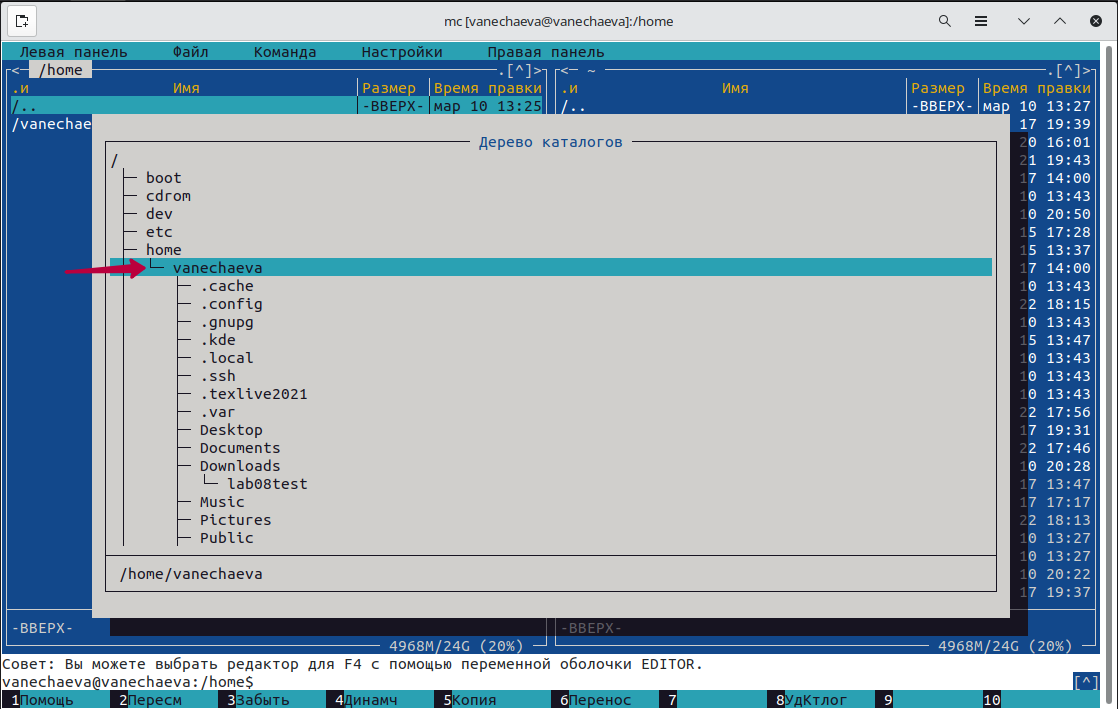 mc [vanechaeva@vanechaeva]:/home
Левая панель Файл Команда Настройки Правая панель
<─ /home .[^]> <─ ~ .[^]>
.и Имя Размер Время правки .и Имя Размер Время правки
/.. -ВВЕРХ- мар 10 13:25 /.. -ВВЕРХ- мар 10 13:27
/vanechae 17 19:39
Дерево каталогов 20 16:01
/ 21 19:43
boot 17 14:00
cdrom 10 13:43
dev 10 20:50
etc 15 17:28
home 15 13:37
vanechaeva 17 14:00
.cache 10 13:43
.config 22 18:15
.gnupg 10 13:43
.kde 15 13:47
.local 10 13:43
.ssh 10 13:43
.texlive2021 10 13:43
.var 22 17:56
Desktop 17 19:31
Documents 22 17:46
Downloads 10 20:28
lab08test 17 13:47
Music 17 17:17
Pictures 22 18:13
Public 10 13:27
10 13:27
/home/vanechaeva 10 20:22
17 19:37
-ВВЕРХ- -ВВЕРХ-
4968M/24G (20%) 4968M/24G (20%)
Совет: Вы можете выбрать редактор для F4 с помощью переменной оболочки EDITOR.
vanechaeva@vanechaeva:/home$ [^]
1Помощь 2Пересм 3Забыть 4Динамч 5Копия 6Перенос 7 8УдКтлог 9 10